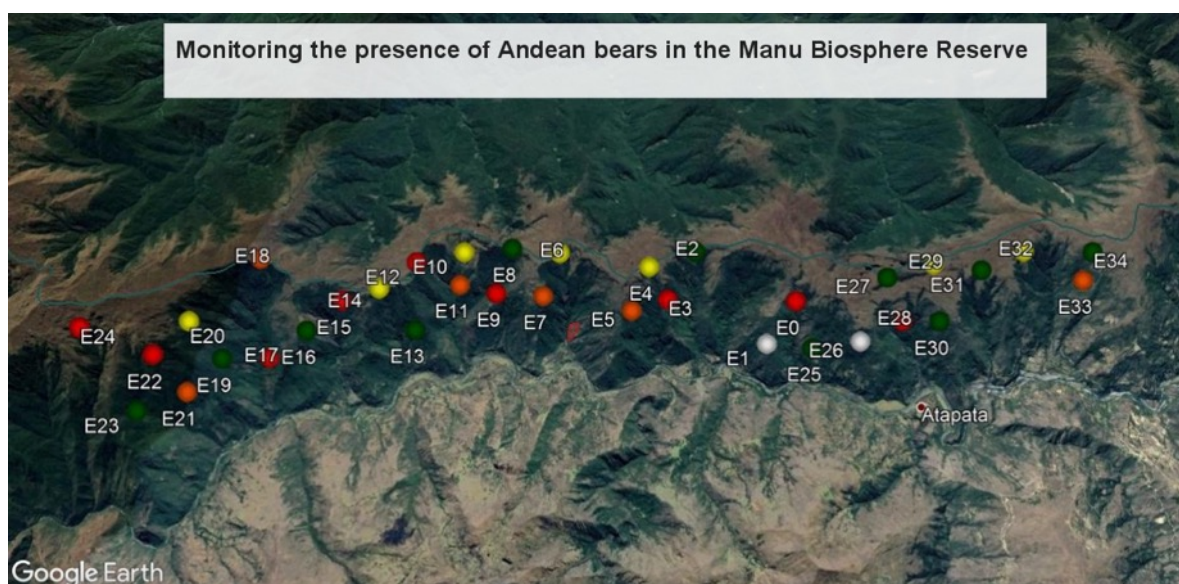 Monitoring the presence of Andean bears in the Manu Biosphere Reserve
E18
E12
E10
E6
E2
E29
E32
E34
E14
E8
E27
E31
E33
E11
E4
E3
E24
E20
E15
E9
E7
E5
E0
E28
E22
E17
E16
E13
E1
E26
E30
E19
E25
E23
E21
Atapata
Google Earth